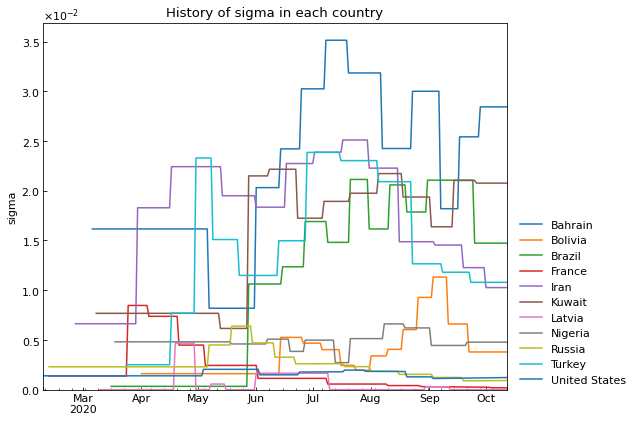 History of sigma in each country
×10⁻²
3.5
3.0
2.5
2.0
1.5
1.0
0.5
0.0
sigma
Mar Apr May Jun Jul Aug Sep Oct
2020
Bahrain
Bolivia
Brazil
France
Iran
Kuwait
Latvia
Nigeria
Russia
Turkey
United States